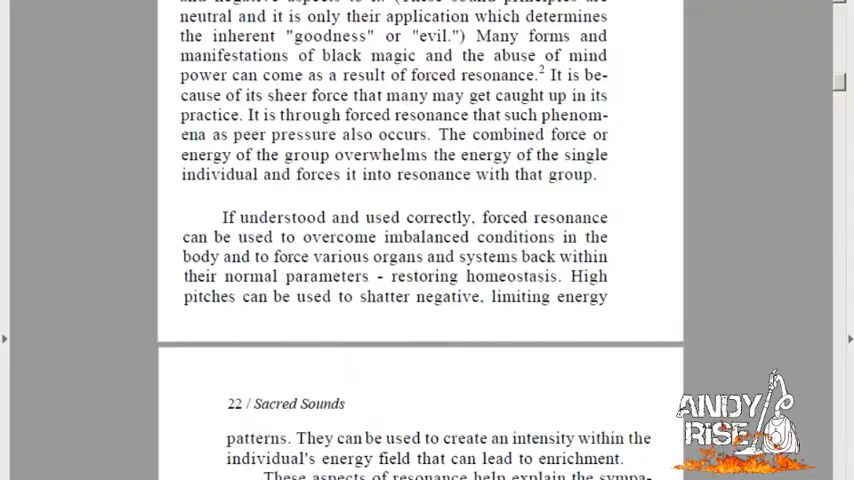 and negative aspects to it. (These sound principles are
neutral and it is only their application which determines
the inherent "goodness" or "evil.") Many forms and
manifestations of black magic and the abuse of mind
power can come as a result of forced resonance.2 It is be-
cause of its sheer force that many may get caught up in its
practice. It is through forced resonance that such phenom-
ena as peer pressure also occurs. The combined force or
energy of the group overwhelms the energy of the single
individual and forces it into resonance with that group.
If understood and used correctly, forced resonance
can be used to overcome imbalanced conditions in the
body and to force various organs and systems back within
their normal parameters - restoring homeostasis. High
pitches can be used to shatter negative, limiting energy
22 / Sacred Sounds
patterns. They can be used to create an intensity within the
individual's energy field that can lead to enrichment.
These aspects of resonance help explain the sympa-
ANDY
RISE